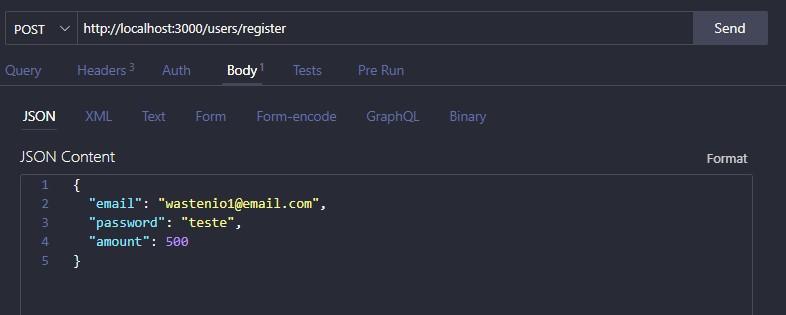 POST http://localhost:3000/users/register Send
Query Headers 3 Auth Body 1 Tests Pre Run
JSON XML Text Form Form-encode GraphQL Binary
JSON Content Format
1 {
2 "email": "wastenio1@email.com",
3 "password": "teste",
4 "amount": 500
5 }